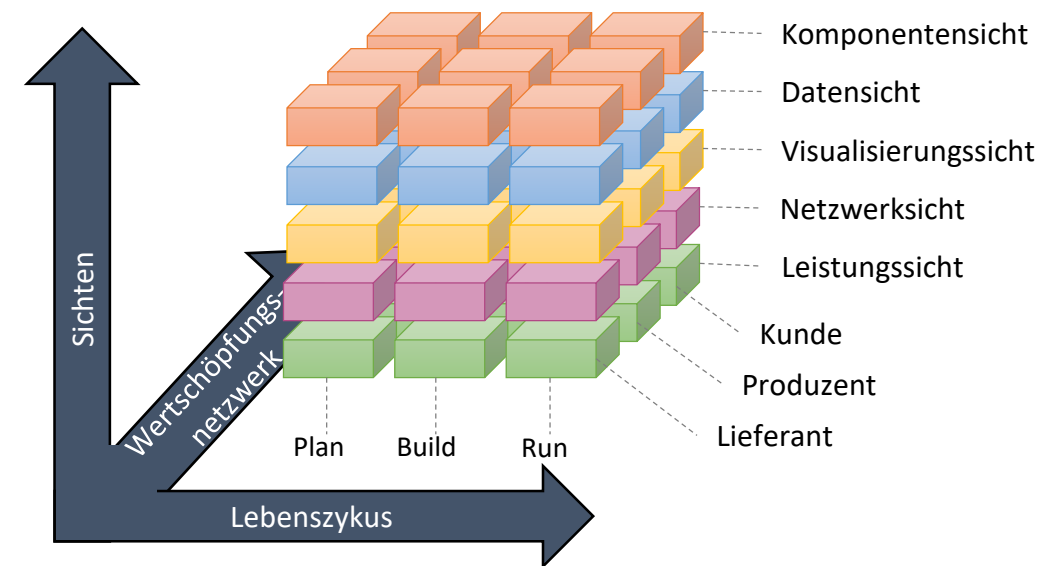 Komponentensicht
Datensicht
Visualisierungssicht
Netzwerksicht
Leistungssicht
Kunde
Produzent
Lieferant
Sichten
Wertschöpfungs-
netzwerk
Plan
Build
Run
Lebenszykus